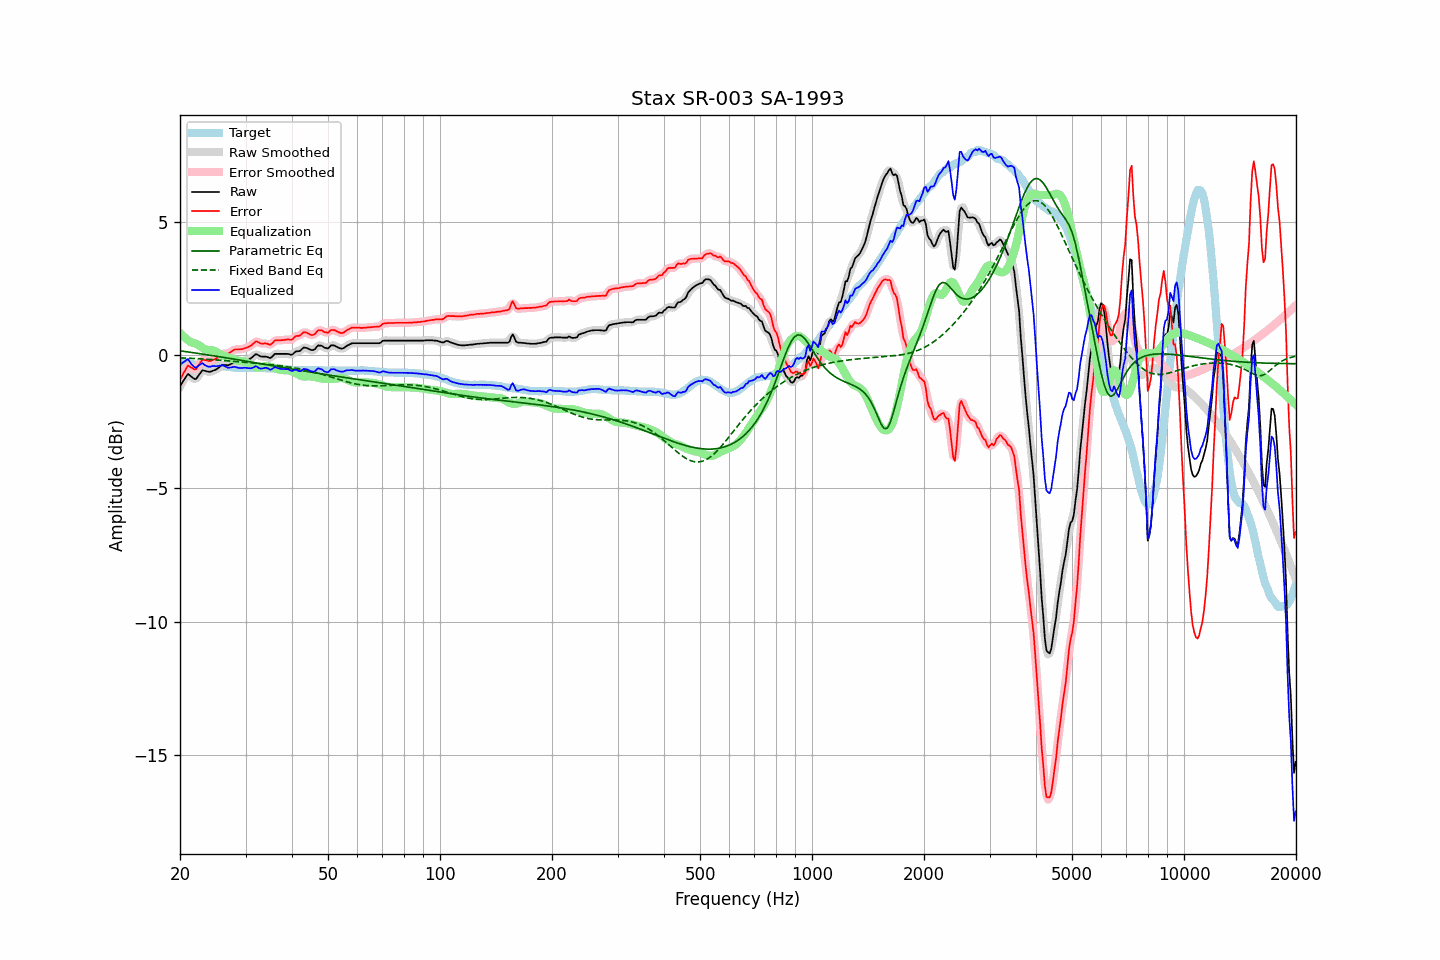 Stax SR-003 SA-1993
Target
Raw Smoothed
Error Smoothed
Raw
Error
Equalization
Parametric Eq
Fixed Band Eq
Equalized
5
0
−5
−10
−15
Amplitude (dBr)
20 50 100 200 500 1000 2000 5000 10000 20000
Frequency (Hz)